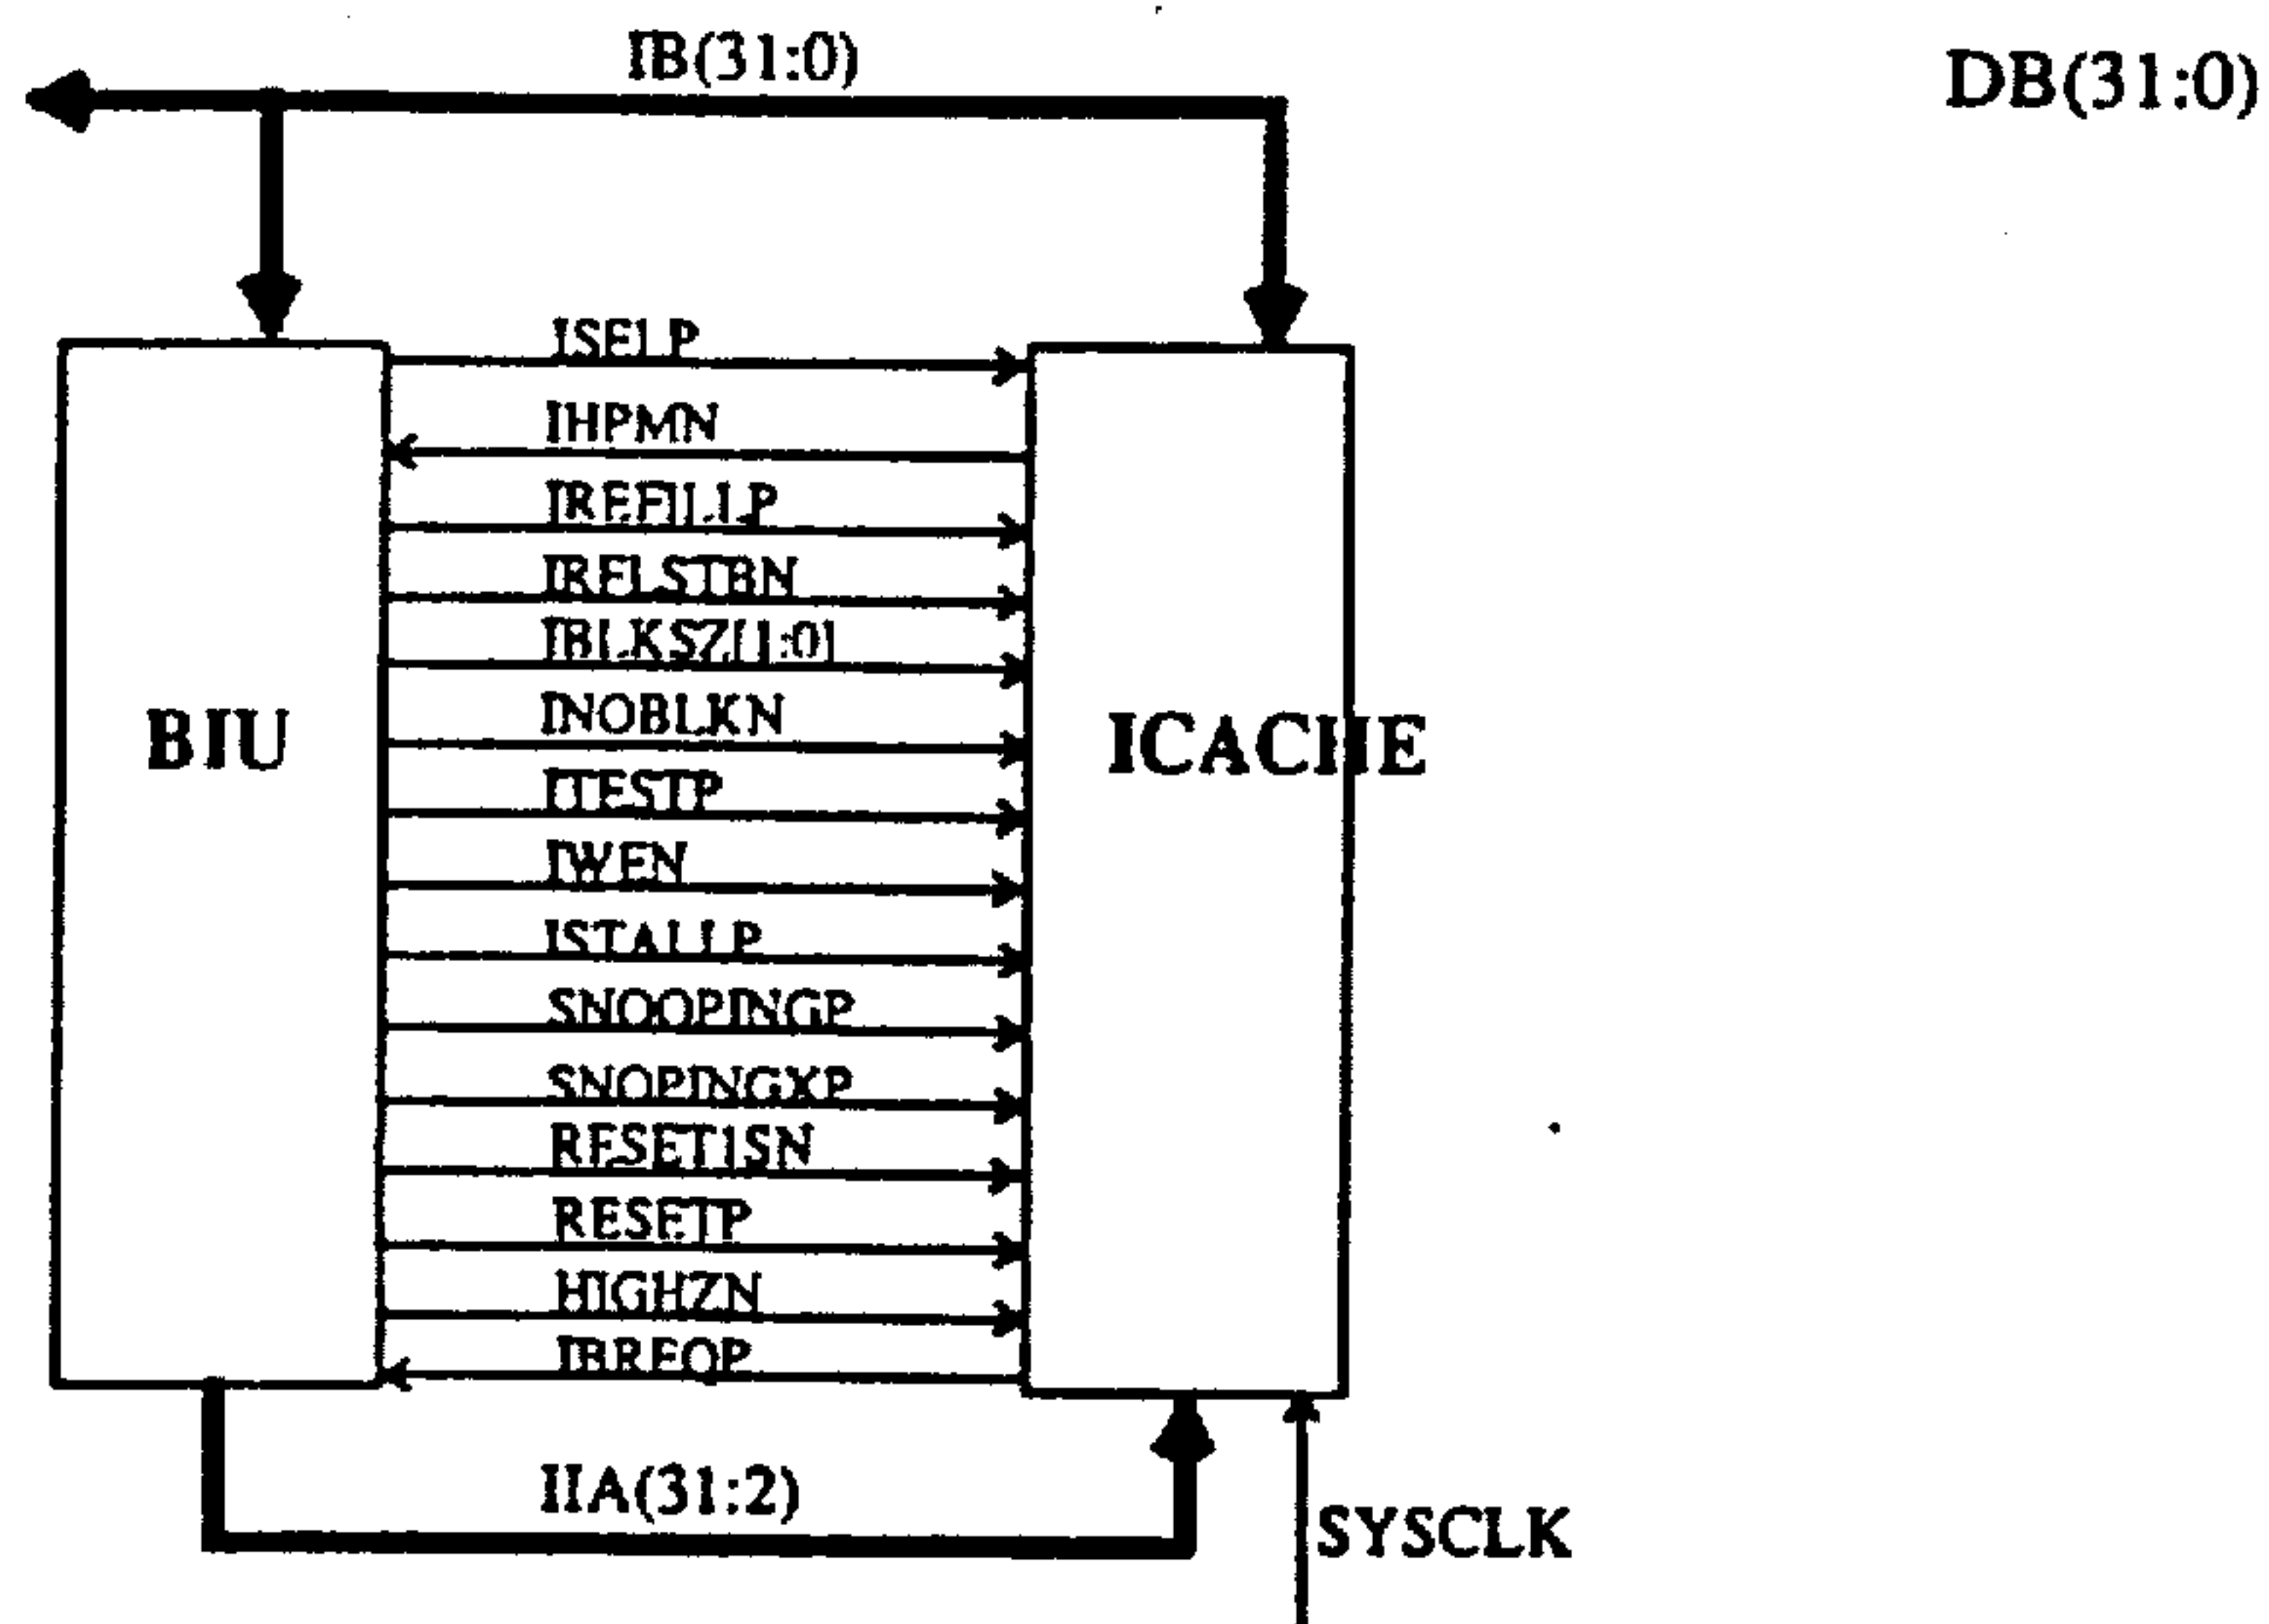 IB(31:0)
DB(31:0)
ISELP
IHPMN
IREFILLP
IRELSTBN
IBLKSZ[1:0]
INOBLKN
BIU
ICACHE
ITESTP
IWEN
ISTALLP
SNOOPINGP
SNOPINGXP
RESET1SN
RESETP
HIGHZN
IBREQP
IIA(31:2)
SYSCLK